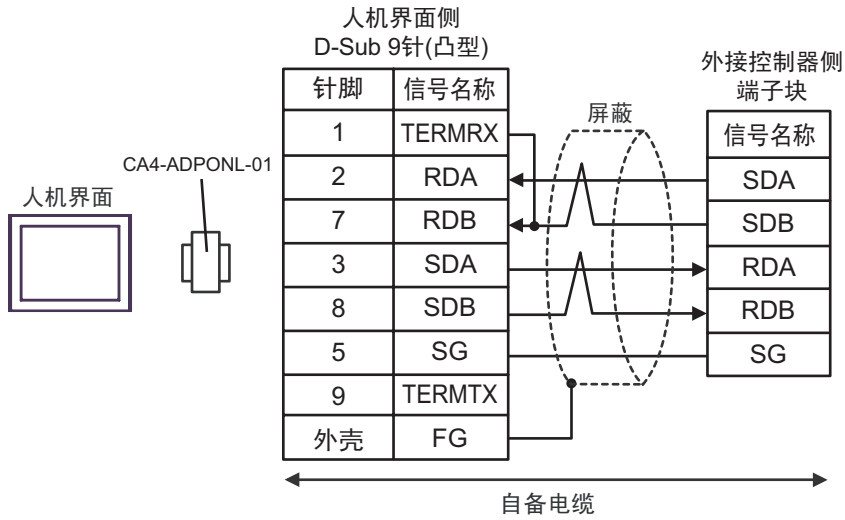 人机界面侧
D-Sub 9针(凸型)
外接控制器侧
端子块
针脚 信号名称
屏蔽
信号名称
1 TERMRX
CA4-ADPONL-01
2 RDA
SDA
人机界面
7 RDB
SDB
3 SDA
RDA
8 SDB
RDB
5 SG
SG
9 TERMTX
外壳 FG
自备电缆